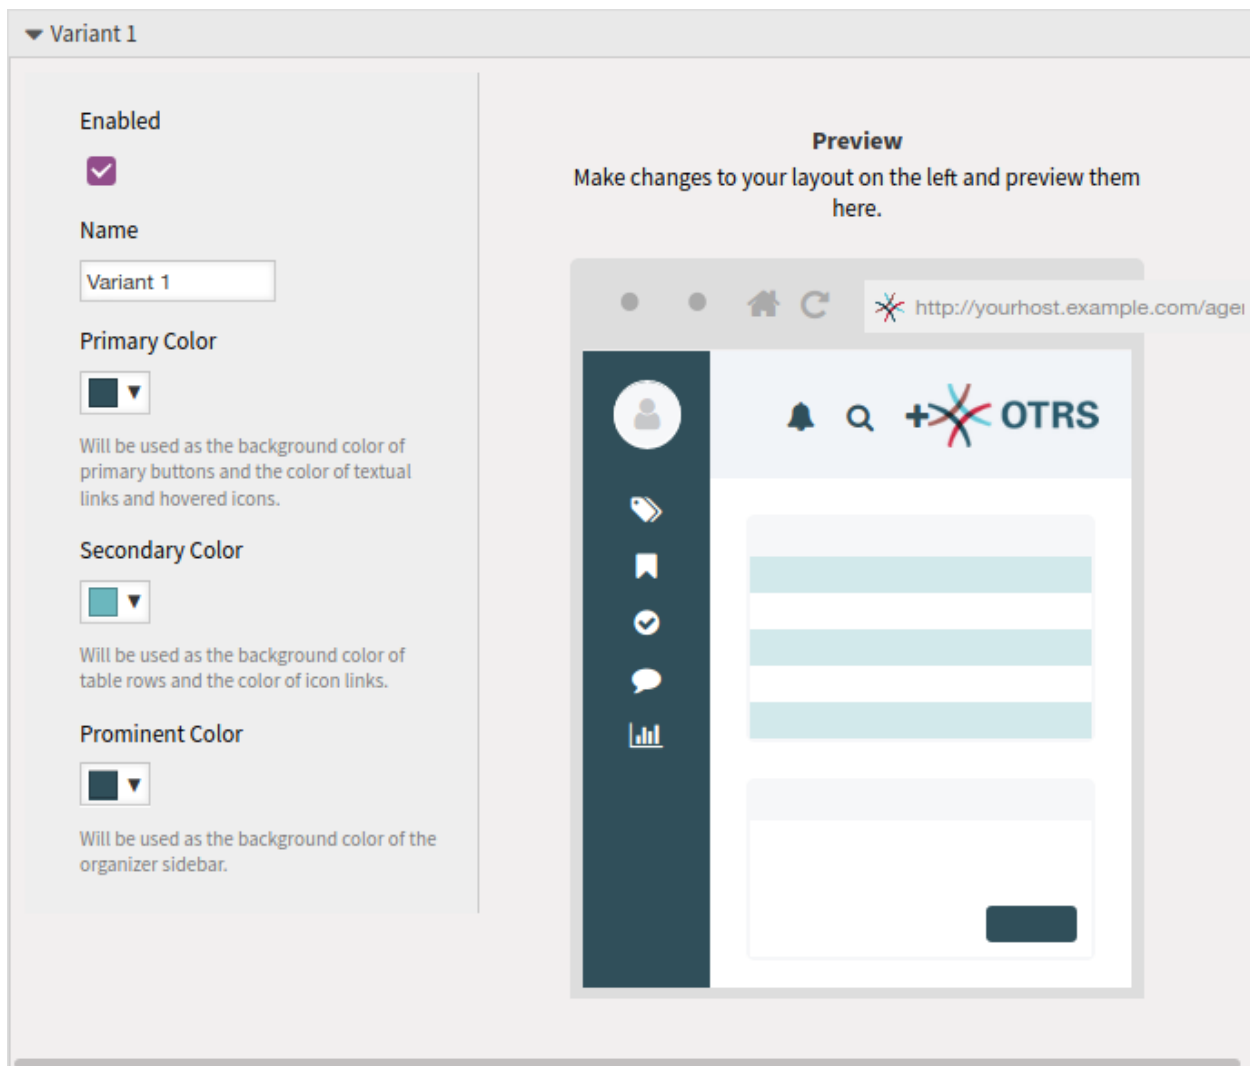 Variant 1
Enabled
Name
Variant 1
Primary Color
Will be used as the background color of
primary buttons and the color of textual
links and hovered icons.
Secondary Color
Will be used as the background color of
table rows and the color of icon links.
Prominent Color
Will be used as the background color of the
organizer sidebar.
Preview
Make changes to your layout on the left and preview them
here.
http://yourhost.example.com/agen
OTRS